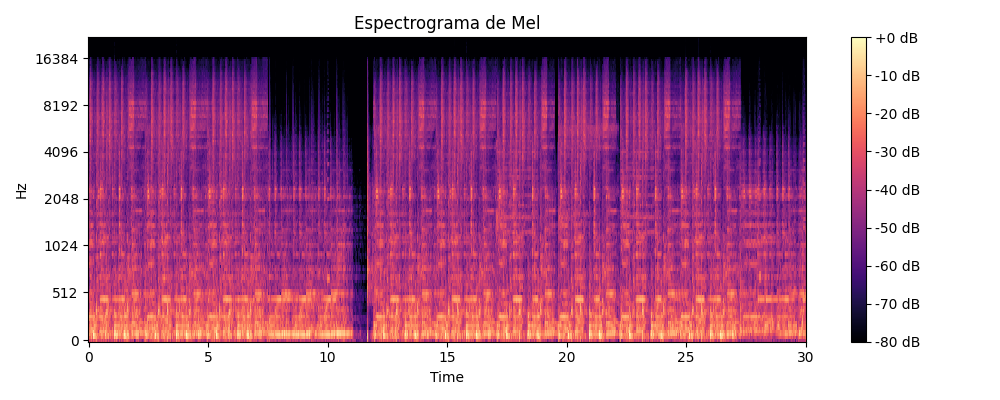 Espectrograma de Mel
Hz
16384
8192
4096
2048
1024
512
0
0 5 10 15 20 25 30
Time
+0 dB
-10 dB
-20 dB
-30 dB
-40 dB
-50 dB
-60 dB
-70 dB
-80 dB